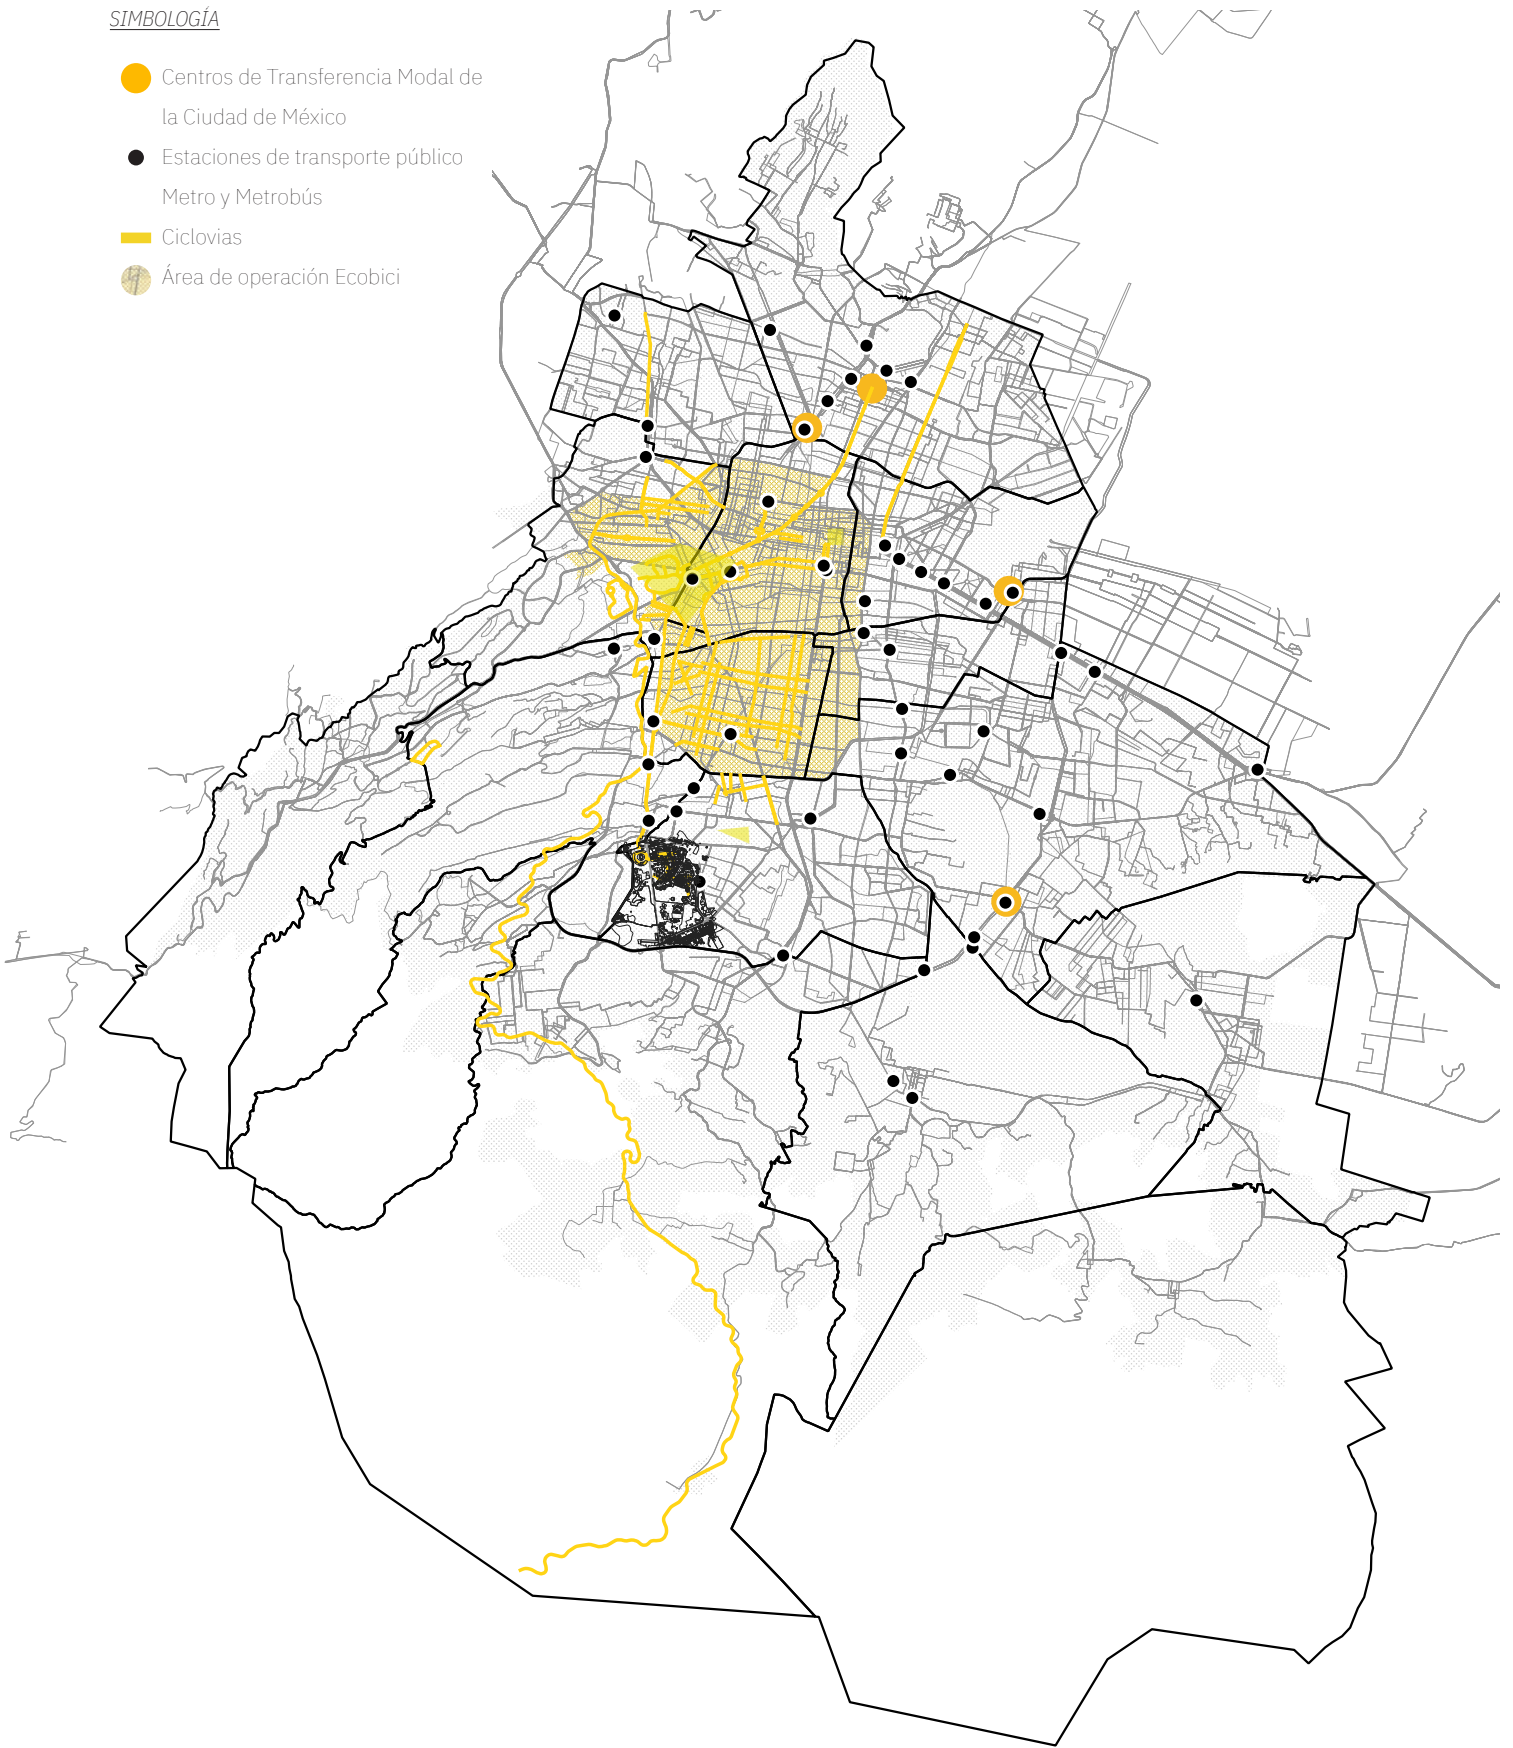 SIMBOLOGÍA
Centros de Transferencia Modal de
la Ciudad de México
Estaciones de transporte público
Metro y Metrobús
Ciclovias
Área de operación Ecobici